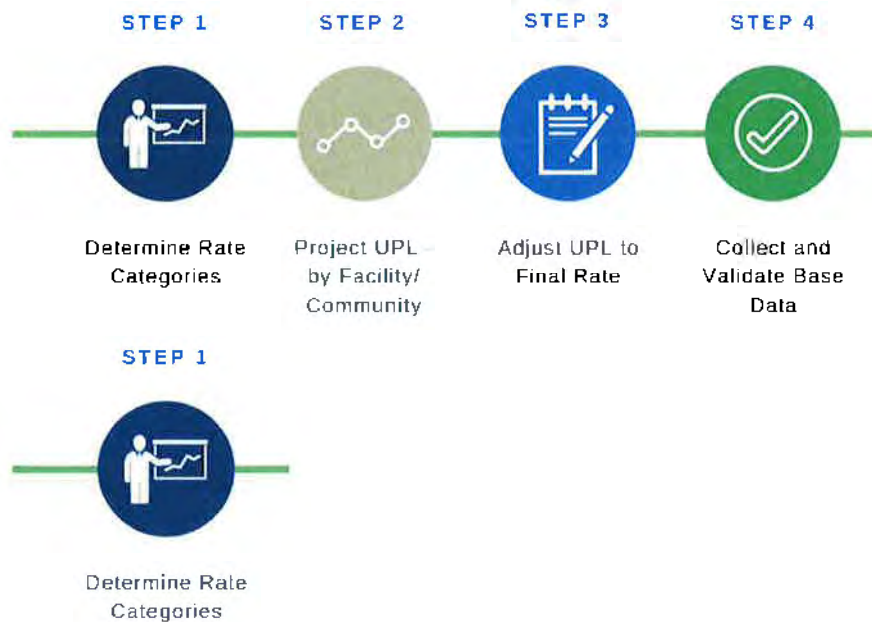 STEP 1
STEP 2
STEP 3
STEP 4
Determine Rate
Categories
Project UPL –
by Facility/
Community
Adjust UPL to
Final Rate
Collect and
Validate Base
Data
STEP 1
Determine Rate
Categories